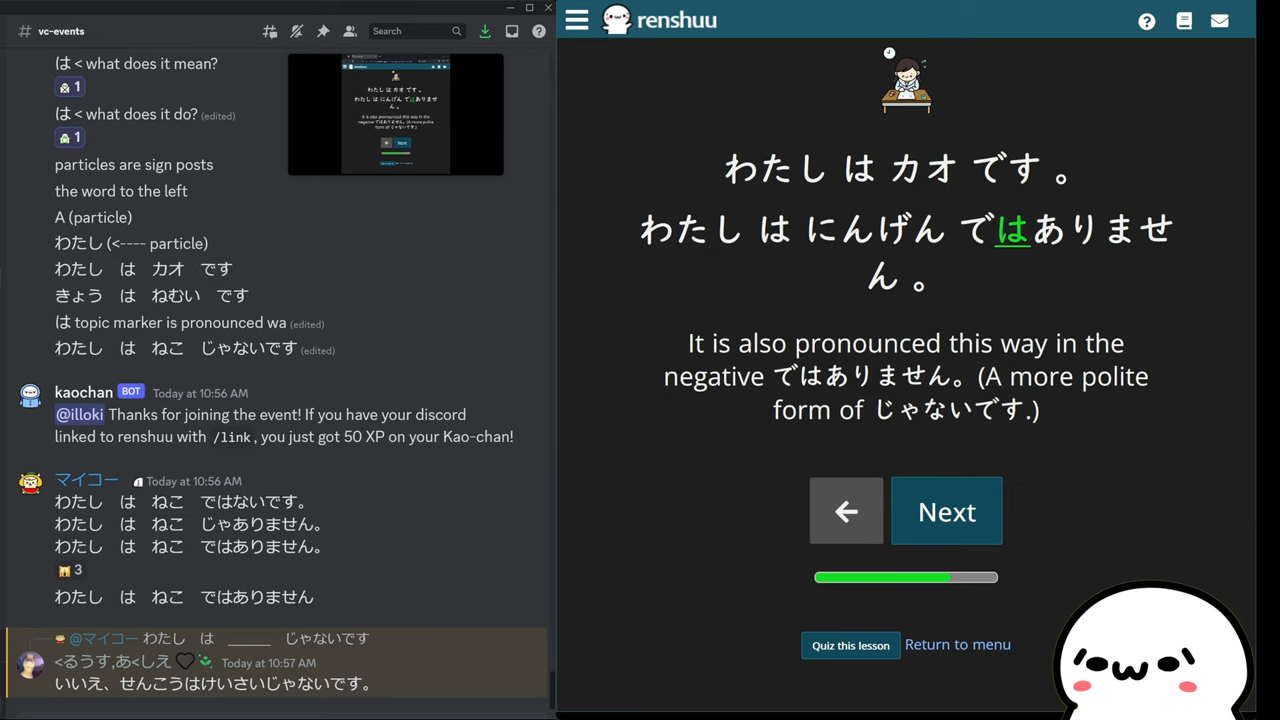 vc-events
Search
は < what does it mean?
1
は < what does it do? (edited)
1
particles are sign posts
the word to the left
A (particle)
わたし (<---- particle)
わたし　は　カオ　です
きょう　は　ねむい　です
は topic marker is pronounced wa (edited)
わたし　は　ねこ　じゃないです (edited)
kaochan BOT Today at 10:56 AM
@illoki Thanks for joining the event! If you have your discord
linked to renshuu with /link, you just got 50 XP on your Kao-chan!
マイコー Today at 10:56 AM
わたし　は　ねこ　ではないです。
わたし　は　ねこ　じゃありません。
わたし　は　ねこ　ではありません。
3
わたし　は　ねこ　ではありません
@マイコー わたし　は　_____　じゃないです
<るうす,あ<しえ Today at 10:57 AM
いいえ、せんこうはけいさいじゃないです。
renshuu
わたし は カオ です 。
わたし は にんげん ではありませ
ん 。
It is also pronounced this way in the
negative ではありません。(A more polite
form of じゃないです.)
Next
Quiz this lesson Return to menu